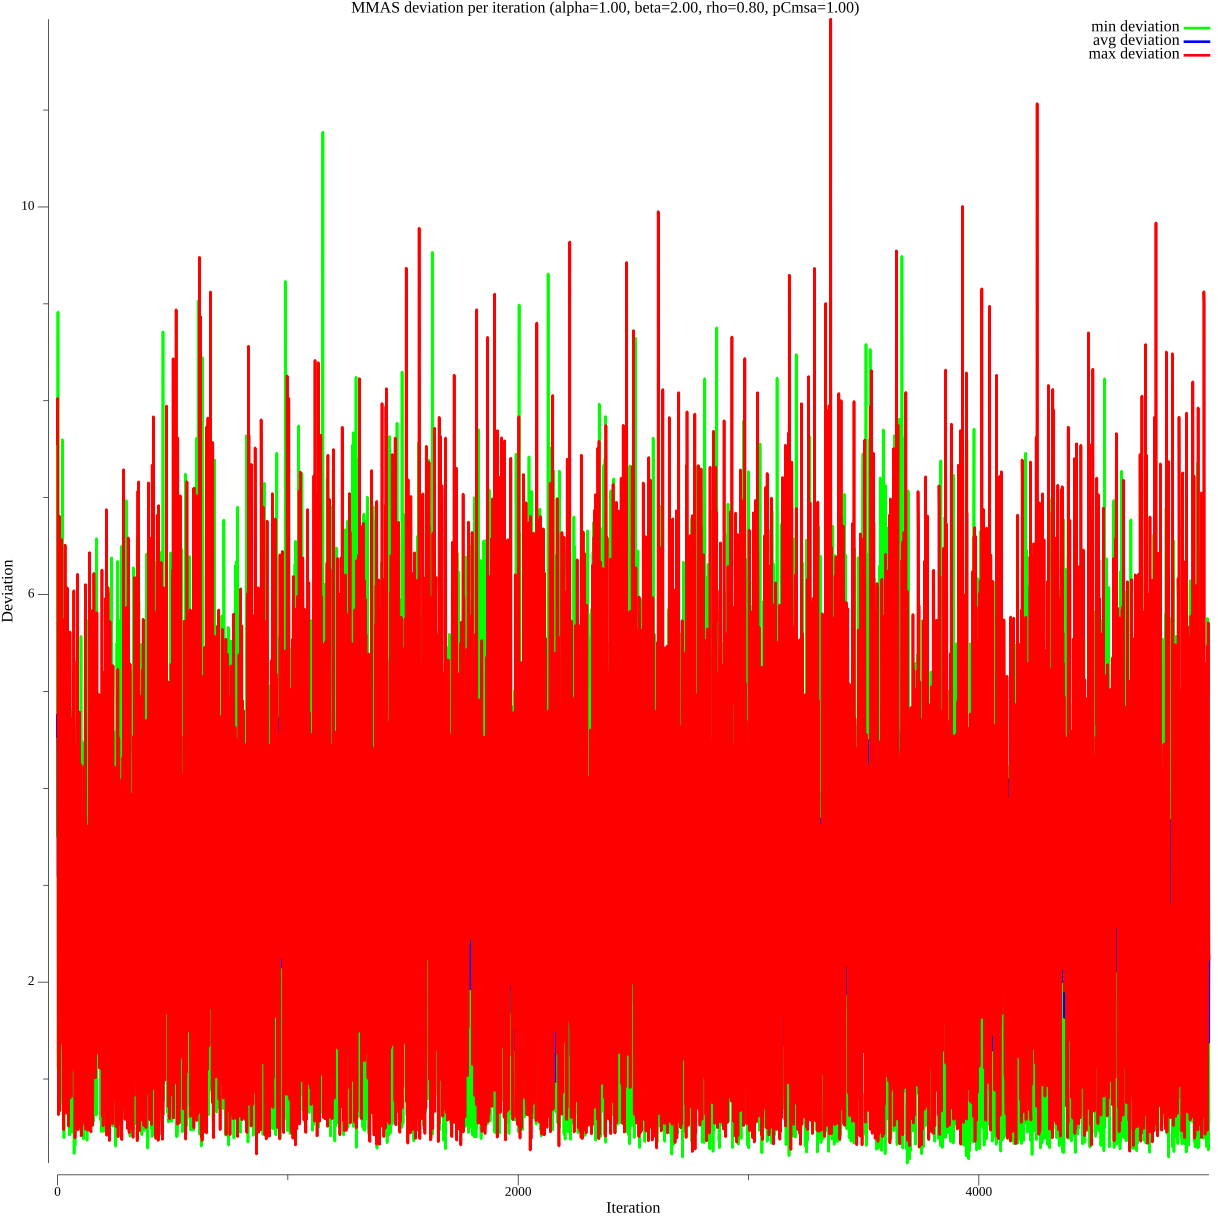 MMAS deviation per iteration (alpha=1.00, beta=2.00, rho=0.80, pCmsa=1.00)
min deviation
avg deviation
max deviation
10
6
2
Deviation
0
2000
4000
Iteration